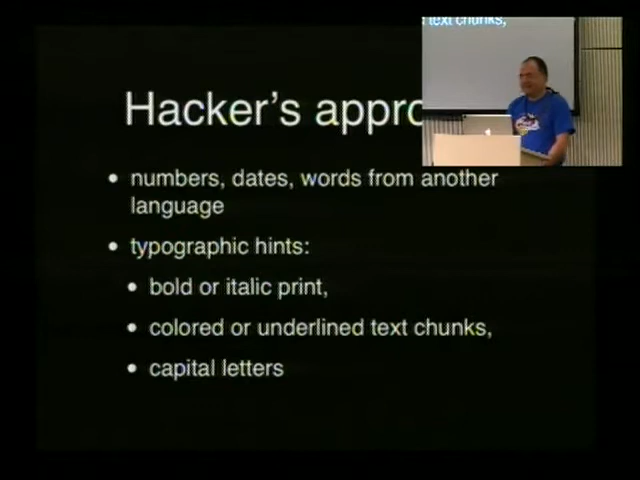 text chunks,
Hacker's appro
• numbers, dates, words from another
language
• typographic hints:
• bold or italic print,
• colored or underlined text chunks,
• capital letters